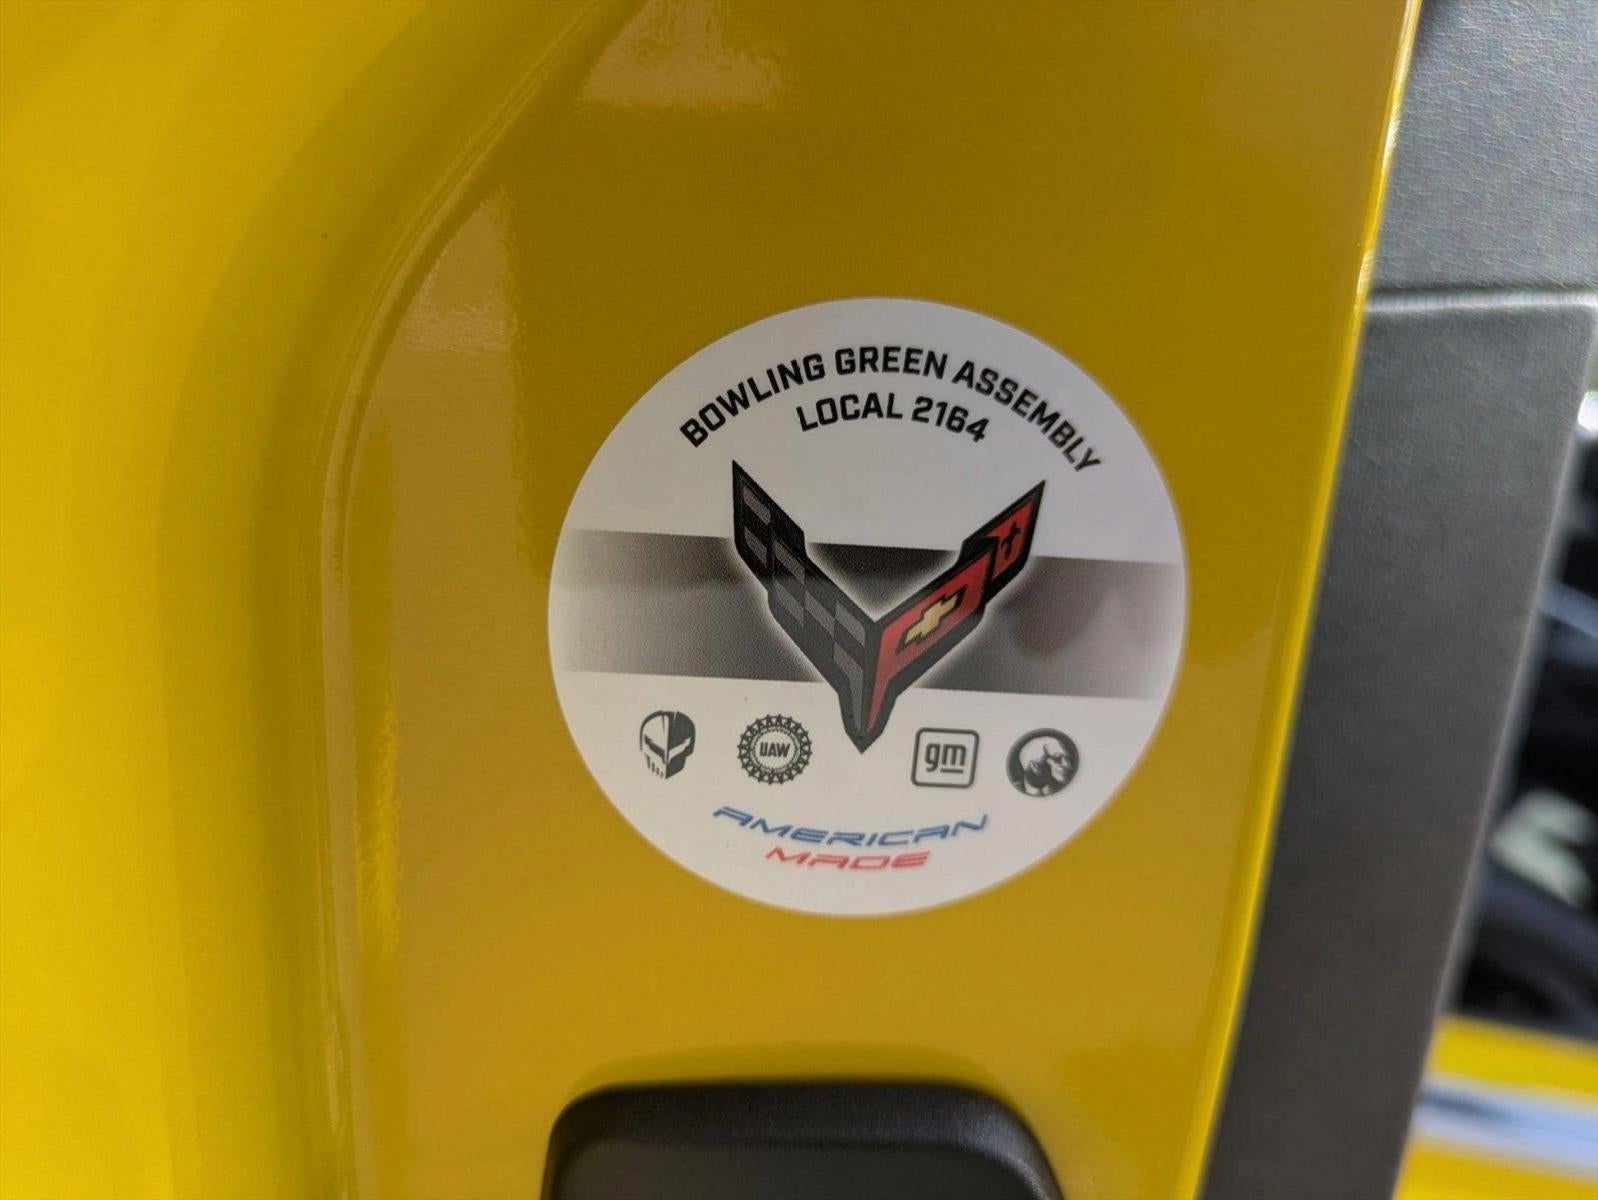 BOWLING GREEN ASSEMBLY
LOCAL 2164
UAW
gm
AMERICAN
MADE